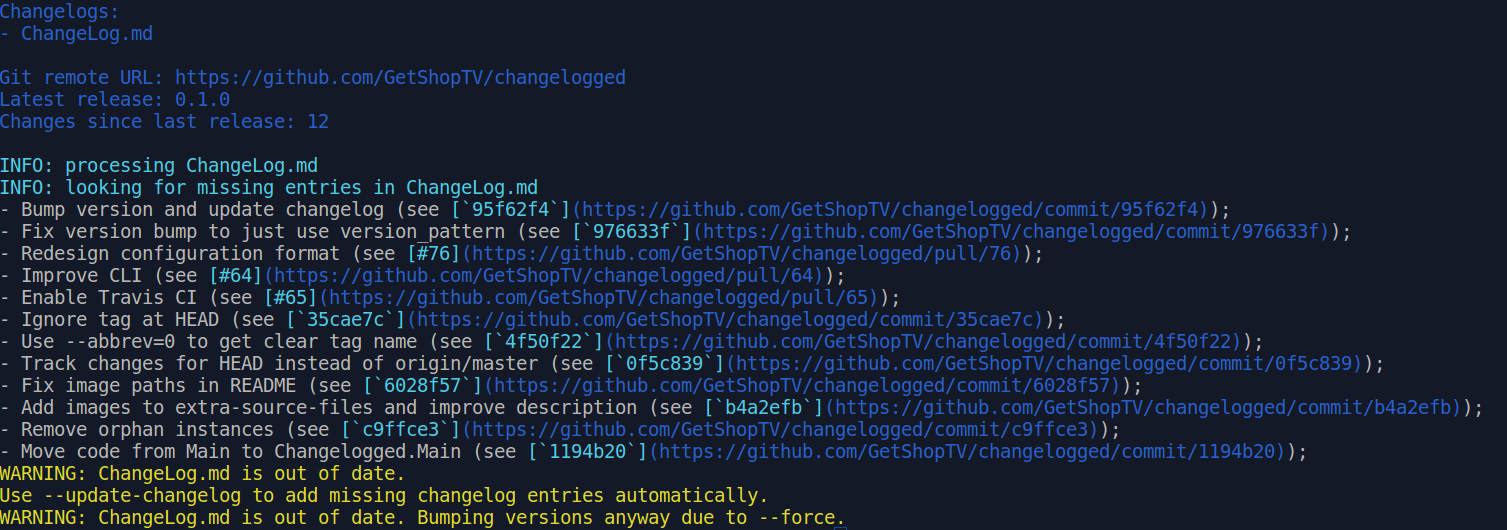 Changelogs:
- ChangeLog.md
Git remote URL: https://github.com/GetShopTV/changelogged
Latest release: 0.1.0
Changes since last release: 12
INFO: processing ChangeLog.md
INFO: looking for missing entries in ChangeLog.md
- Bump version and update changelog (see [`95f62f4`](https://github.com/GetShopTV/changelogged/commit/95f62f4));
- Fix version bump to just use version_pattern (see [`976633f`](https://github.com/GetShopTV/changelogged/commit/976633f));
- Redesign configuration format (see [#76](https://github.com/GetShopTV/changelogged/pull/76));
- Improve CLI (see [#64](https://github.com/GetShopTV/changelogged/pull/64));
- Enable Travis CI (see [#65](https://github.com/GetShopTV/changelogged/pull/65));
- Ignore tag at HEAD (see [`35cae7c`](https://github.com/GetShopTV/changelogged/commit/35cae7c));
- Use --abbrev=0 to get clear tag name (see [`4f50f22`](https://github.com/GetShopTV/changelogged/commit/4f50f22));
- Track changes for HEAD instead of origin/master (see [`0f5c839`](https://github.com/GetShopTV/changelogged/commit/0f5c839));
- Fix image paths in README (see [`6028f57`](https://github.com/GetShopTV/changelogged/commit/6028f57));
- Add images to extra-source-files and improve description (see [`b4a2efb`](https://github.com/GetShopTV/changelogged/commit/b4a2efb));
- Remove orphan instances (see [`c9ffce3`](https://github.com/GetShopTV/changelogged/commit/c9ffce3));
- Move code from Main to Changelogged.Main (see [`1194b20`](https://github.com/GetShopTV/changelogged/commit/1194b20));
WARNING: ChangeLog.md is out of date.
Use --update-changelog to add missing changelog entries automatically.
WARNING: ChangeLog.md is out of date. Bumping versions anyway due to --force.